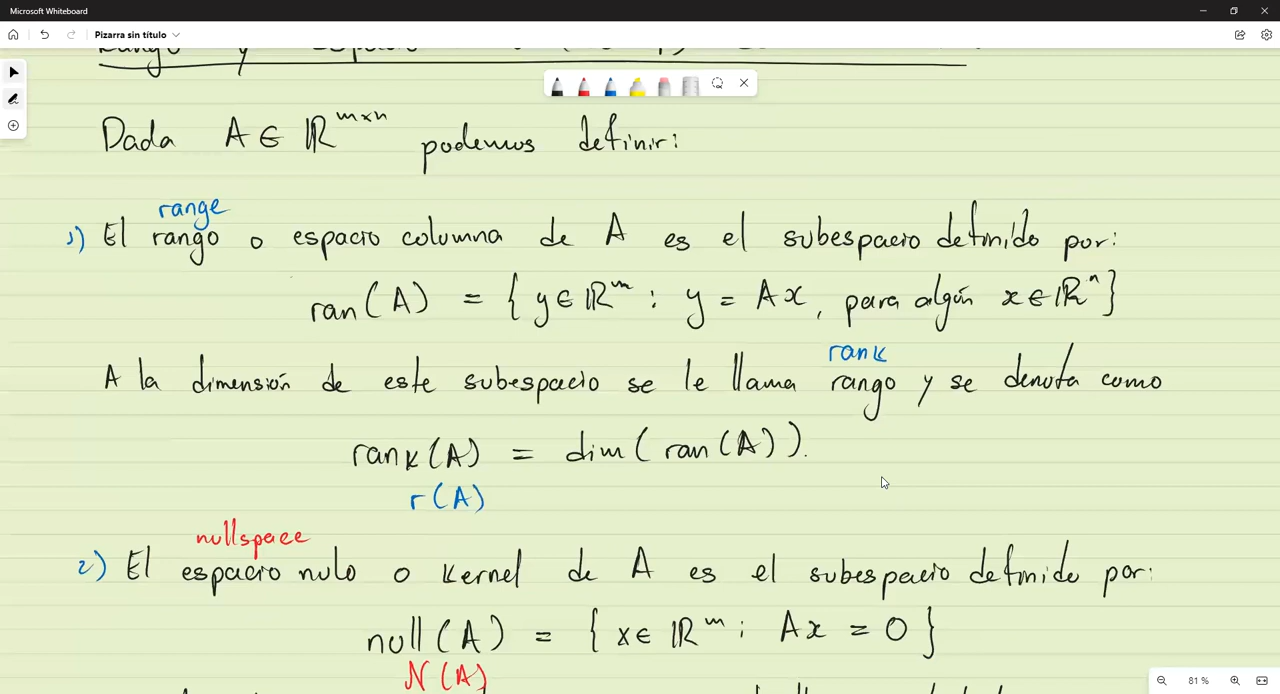 Microsoft Whiteboard
Pizarra sin título
Rango y espacio
Dada A ∈ ℝ^{m×n} podemos definir:
range
1) El rango o espacio columna de A es el subespacio definido por:
ran(A) = { y ∈ ℝ^m : y = Ax, para algún x ∈ ℝ^n }
rank
A la dimensión de este subespacio se le llama rango y se denota como
rank(A) = dim(ran(A)).
r(A)
nullspace
2) El espacio nulo o kernel de A es el subespacio definido por:
null(A) = { x ∈ ℝ^m : Ax = 0 }
N(A)
81 %